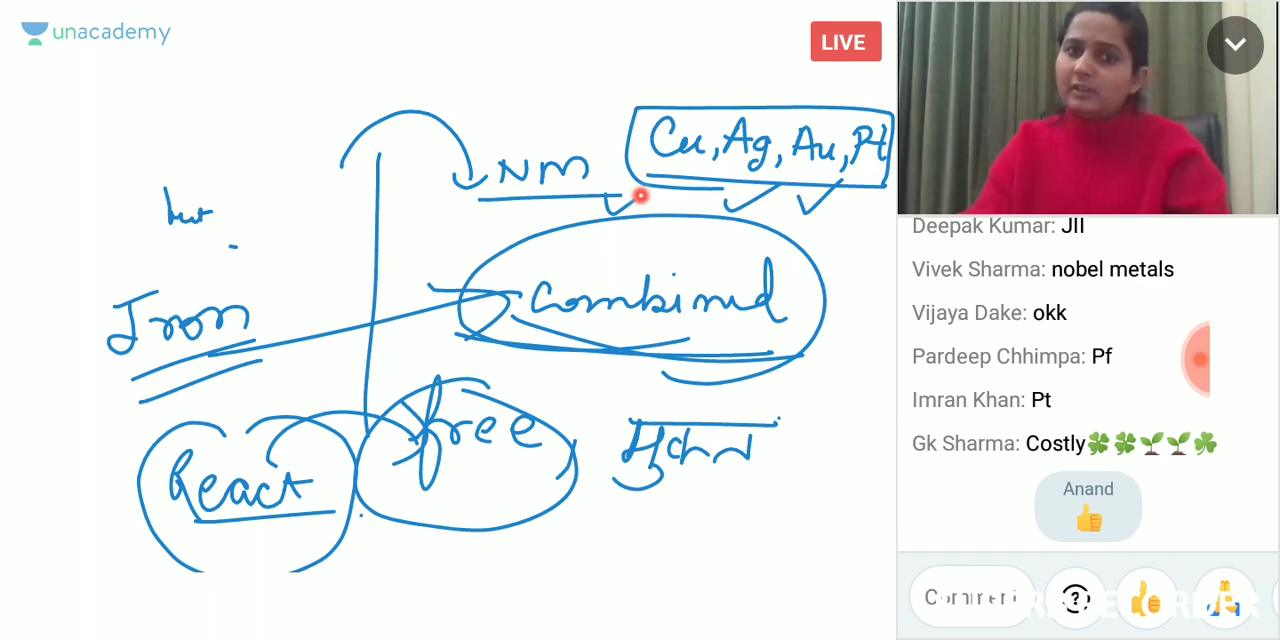 unacademy
LIVE
NM
Cu, Ag, Au, Pt
Iron
Combined
React
free
मुक्त
Deepak Kumar: JII
Vivek Sharma: nobel metals
Vijaya Dake: okk
Pardeep Chhimpa: Pf
Imran Khan: Pt
Gk Sharma: Costly🍀🍀🌱🌱🍀
Anand
👍